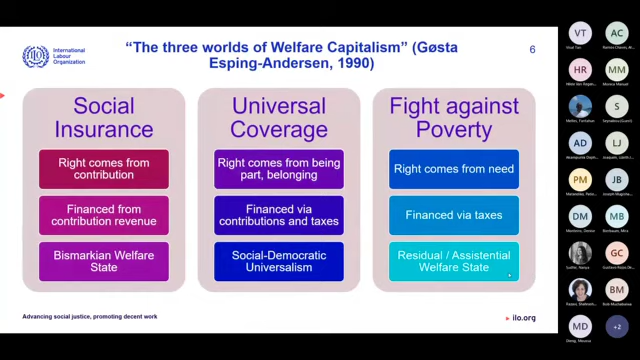 International
Labour
Organization
"The three worlds of Welfare Capitalism" (Gøsta
Esping-Andersen, 1990)
6
Social
Insurance
Right comes from
contribution
Financed from
contribution revenue
Bismarkian Welfare
State
Universal
Coverage
Right comes from being
part, belonging
Financed via
contributions and taxes
Social-Democratic
Universalism
Fight against
Poverty
Right comes from need
Financed via taxes
Residual / Assistential
Welfare State
Advancing social justice, promoting decent work
ilo.org
VT
AC
HR
MM
S
AD
LJ
PM
JB
DM
MB
GC
BM
MD
+2